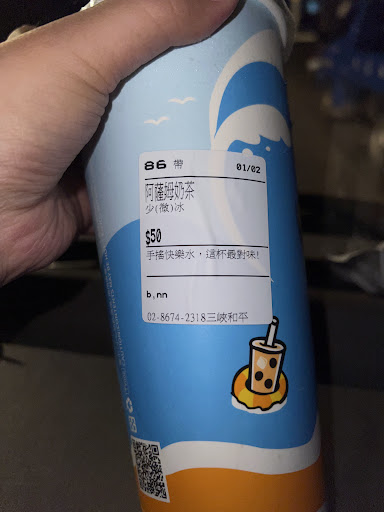 86 帶 01/02
阿薩姆奶茶
少(微)冰
$50
手搖快樂水，這杯最對味!
b,nn
02-8674-2318三峽和平